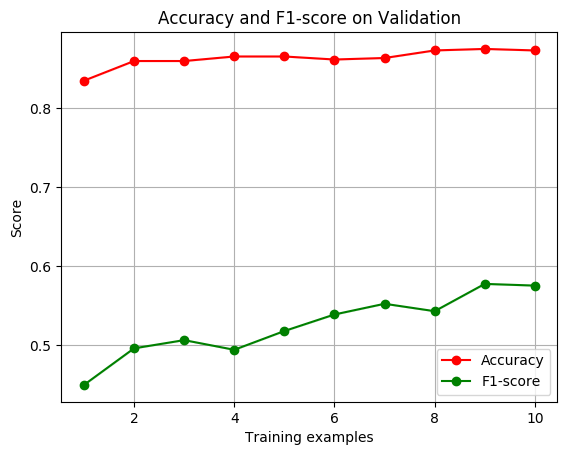 Accuracy and F1-score on Validation
Score
0.8
0.7
0.6
0.5
Accuracy
F1-score
2 4 6 8 10
Training examples